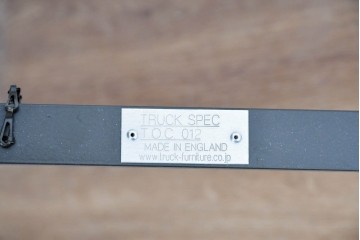 TRUCK SPEC
T.O.C 012
MADE IN ENGLAND
www.truck-furniture.co.jp